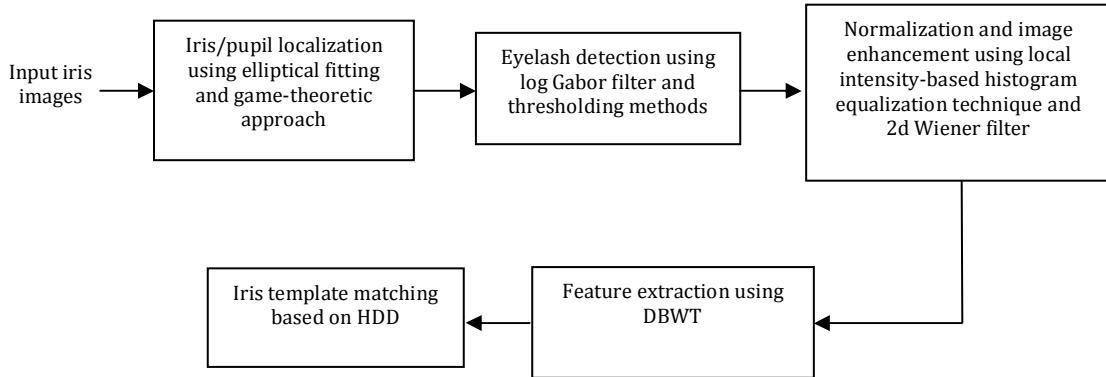 Input iris
images
Iris/pupil localization
using elliptical fitting
and game-theoretic
approach
Eyelash detection using
log Gabor filter and
thresholding methods
Normalization and image
enhancement using local
intensity-based histogram
equalization technique and
2d Wiener filter
Iris template matching
based on HDD
Feature extraction using
DBWT